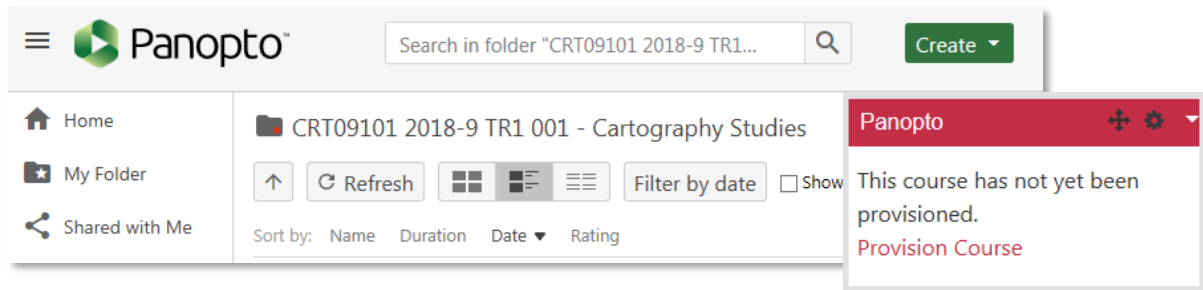 Panopto™
Search in folder "CRT09101 2018-9 TR1...
Create
Home
My Folder
Shared with Me
CRT09101 2018-9 TR1 001 - Cartography Studies
Refresh
Filter by date
Show
Sort by: Name Duration Date Rating
Panopto
This course has not yet been
provisioned.
Provision Course